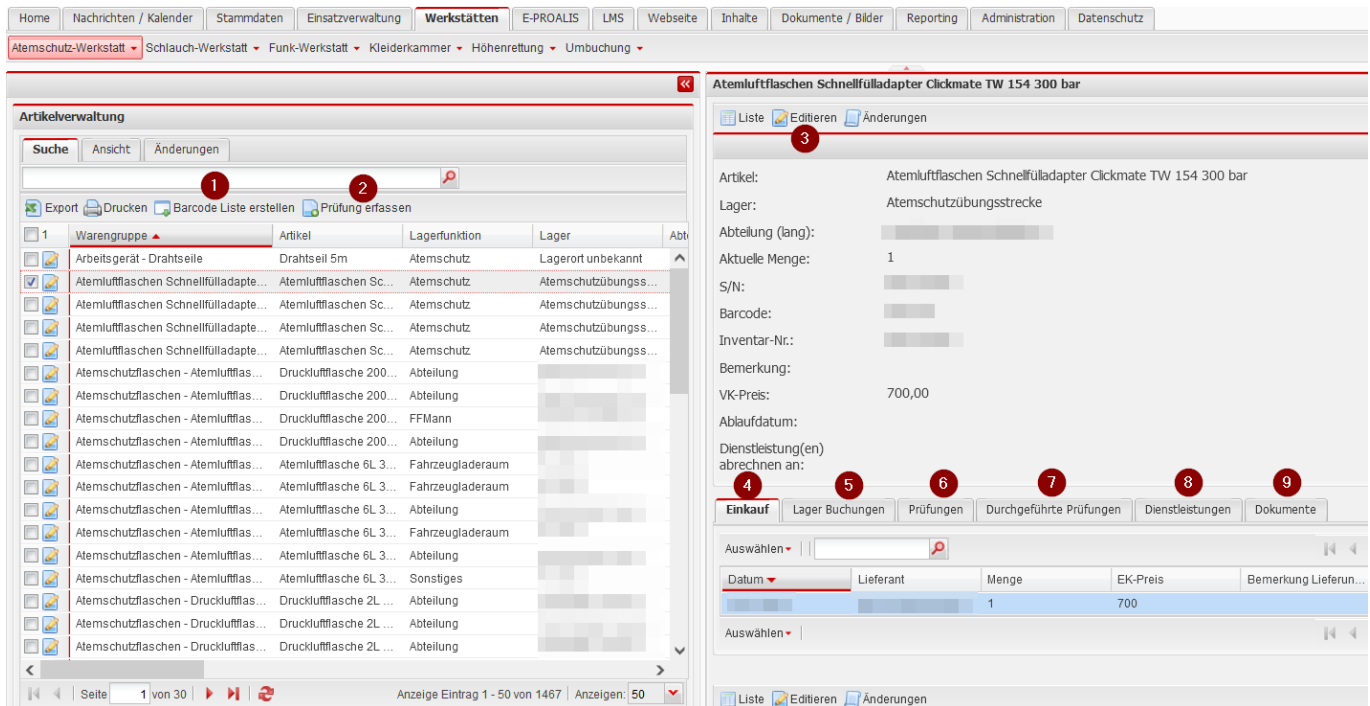 Home Nachrichten / Kalender Stammdaten Einsatzverwaltung Werkstätten E-PROALIS LMS Webseite Inhalte Dokumente / Bilder Reporting Administration Datenschutz
Atemschutz-Werkstatt Schlauch-Werkstatt Funk-Werkstatt Kleiderkammer Höhenrettung Umbuchung
Artikelverwaltung
Suche Ansicht Änderungen
1 2
Export Drucken Barcode Liste erstellen Prüfung erfassen
1 Warengruppe Artikel Lagerfunktion Lager Abte
Arbeitsgerät - Drahtseile Drahtseil 5m Atemschutz Lagerort unbekannt
Atemluftflaschen Schnellfülladapte... Atemluftflaschen Sc... Atemschutz Atemschutzübungss...
Atemluftflaschen Schnellfülladapte... Atemluftflaschen Sc... Atemschutz Atemschutzübungss...
Atemluftflaschen Schnellfülladapte... Atemluftflaschen Sc... Atemschutz Atemschutzübungss...
Atemluftflaschen Schnellfülladapte... Atemluftflaschen Sc... Atemschutz Atemschutzübungss...
Atemschutzflaschen - Atemluftflas... Druckluftflasche 200... Abteilung
Atemschutzflaschen - Atemluftflas... Druckluftflasche 200... Abteilung
Atemschutzflaschen - Atemluftflas... Druckluftflasche 200... FFMann
Atemschutzflaschen - Atemluftflas... Druckluftflasche 200... Abteilung
Atemschutzflaschen - Atemluftflas... Atemluftflasche 6L 3... Fahrzeugladeraum
Atemschutzflaschen - Atemluftflas... Atemluftflasche 6L 3... Fahrzeugladeraum
Atemschutzflaschen - Atemluftflas... Atemluftflasche 6L 3... Abteilung
Atemschutzflaschen - Atemluftflas... Atemluftflasche 6L 3... Fahrzeugladeraum
Atemschutzflaschen - Atemluftflas... Atemluftflasche 6L 3... Abteilung
Atemschutzflaschen - Atemluftflas... Atemluftflasche 6L 3... Sonstiges
Atemschutzflaschen - Druckluftflas... Druckluftflasche 2L ... Abteilung
Atemschutzflaschen - Druckluftflas... Druckluftflasche 2L ... Abteilung
Atemschutzflaschen - Druckluftflas... Druckluftflasche 2L ... Abteilung
Seite 1 von 30 Anzeige Eintrag 1 - 50 von 1467 Anzeigen: 50
Atemluftflaschen Schnellfülladapter Clickmate TW 154 300 bar
Liste Editieren Änderungen
3
Artikel: Atemluftflaschen Schnellfülladapter Clickmate TW 154 300 bar
Lager: Atemschutzübungsstrecke
Abteilung (lang):
Aktuelle Menge: 1
S/N:
Barcode:
Inventar-Nr.:
Bemerkung:
VK-Preis: 700,00
Ablaufdatum:
Dienstleistung(en)
abrechnen an:
4 5 6 7 8 9
Einkauf Lager Buchungen Prüfungen Durchgeführte Prüfungen Dienstleistungen Dokumente
Auswählen
Datum Lieferant Menge EK-Preis Bemerkung Lieferun...
1 700
Auswählen
Liste Editieren Änderungen